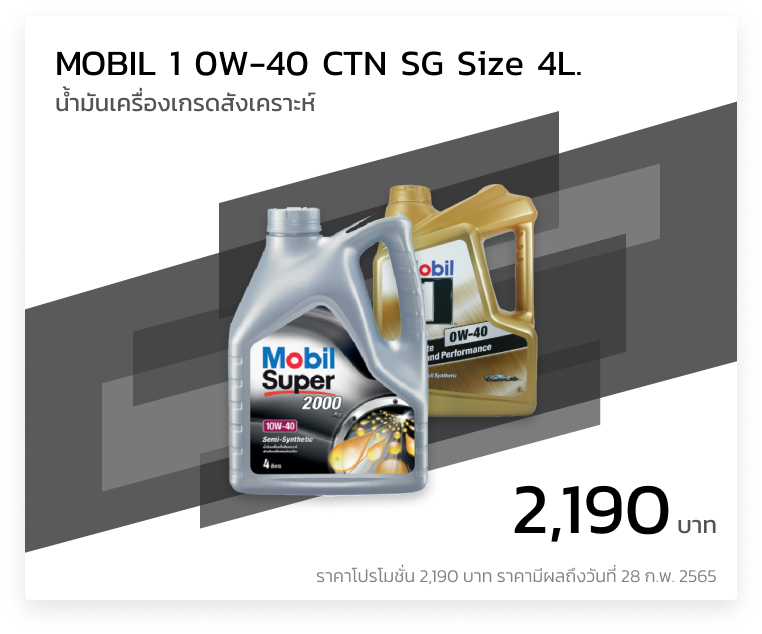 MOBIL 1 0W-40 CTN SG Size 4L.
น้ำมันเครื่องเกรดสังเคราะห์
obil
1
0W-40
and Performance
Synthetic
Mobil
Super
2000
10W-40
Semi-Synthetic
4 ลิตร
2,190 บาท
ราคาโปรโมชั่น 2,190 บาท ราคามีผลถึงวันที่ 28 ก.พ. 2565